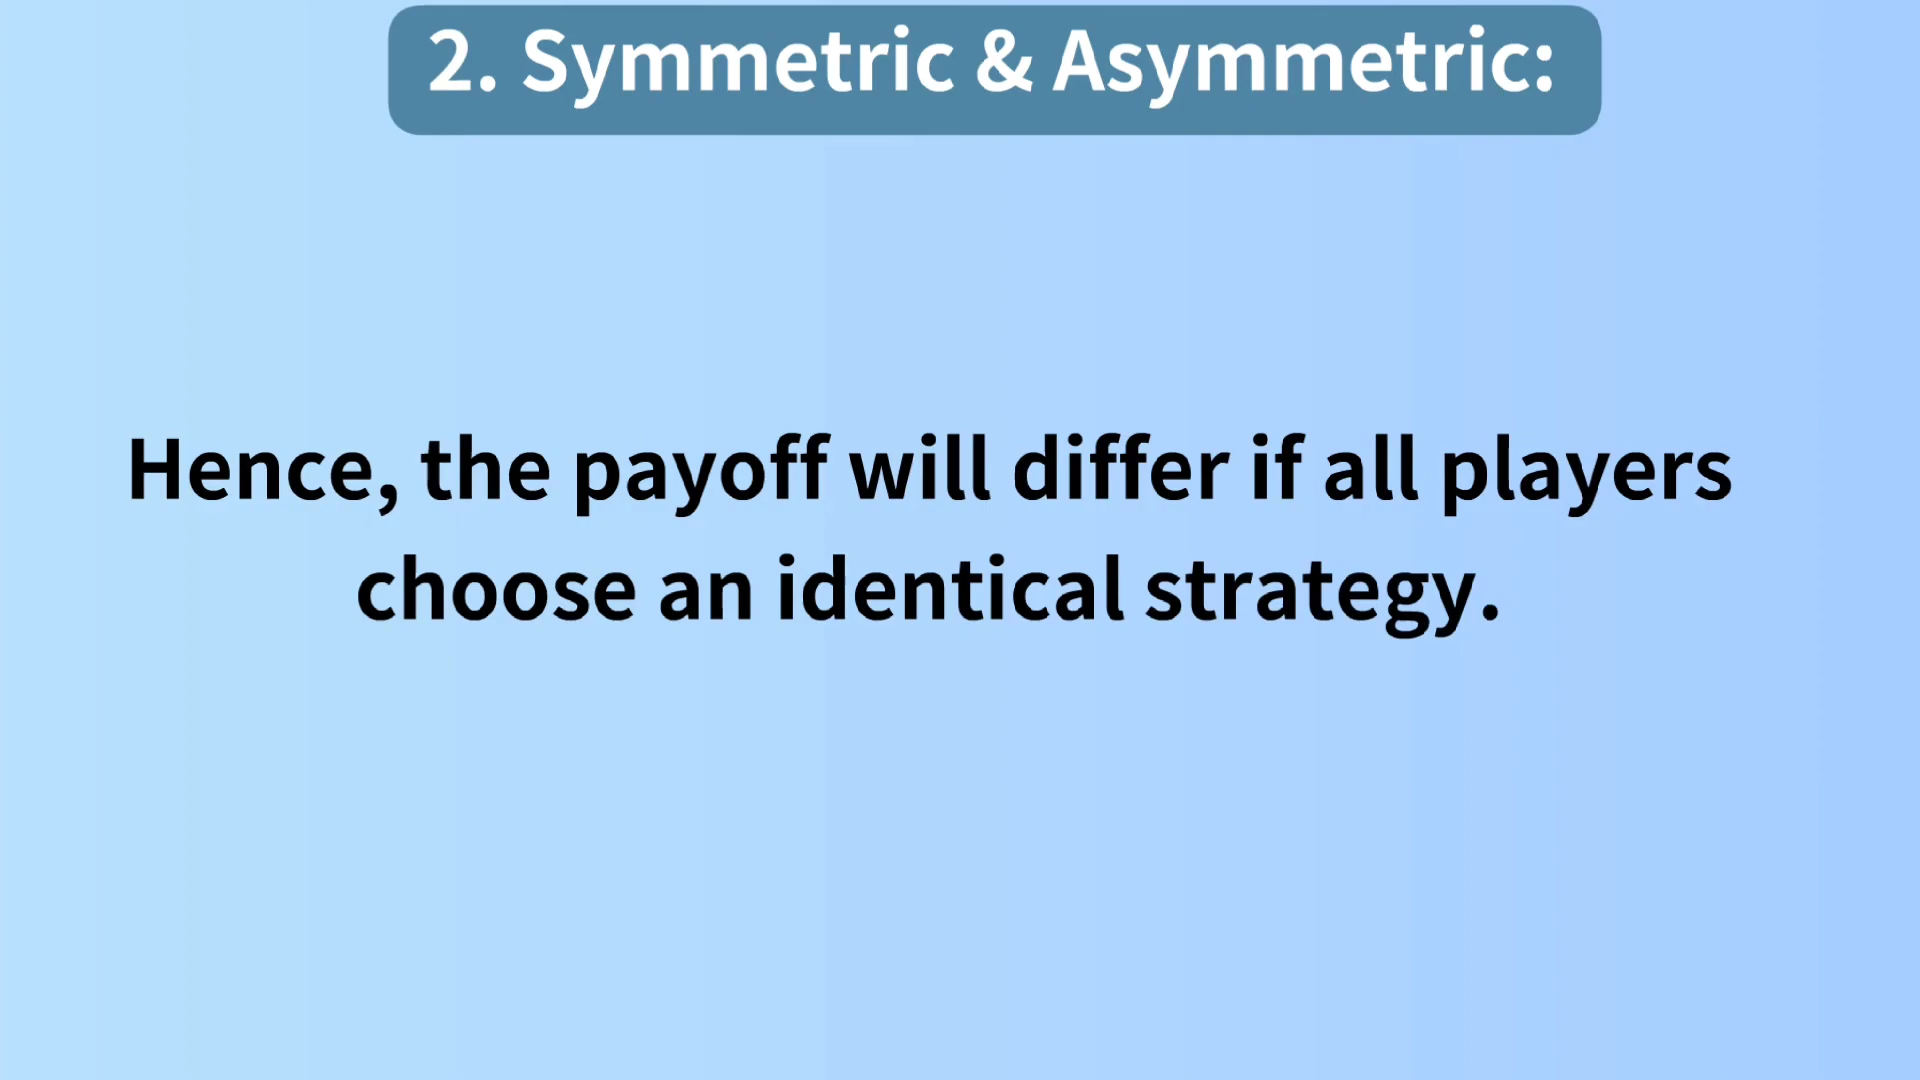 2. Symmetric & Asymmetric:
Hence, the payoff will differ if all players
choose an identical strategy.